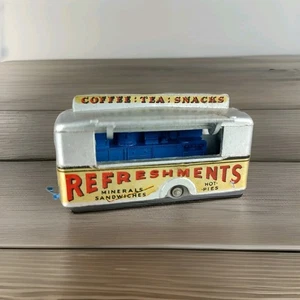 COFFEE : TEA : SNACKS
REFRESHMENTS
MINERALS
SANDWICHES
HOT-
PIES